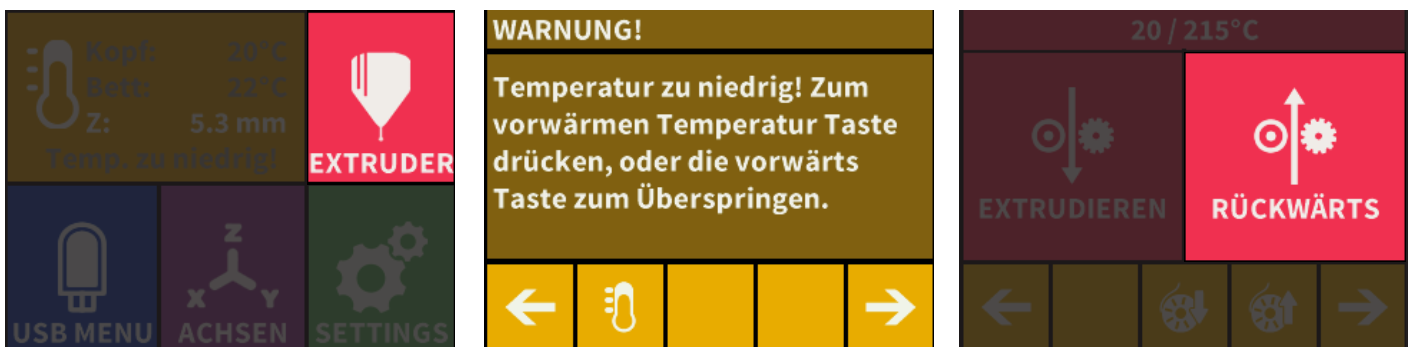 Kopf: 20°C
Bett: 22°C
Z: 5.3 mm
Temp. zu niedrig!
EXTRUDER
USB MENU
ACHSEN
SETTINGS
Z
X
Y
WARNUNG!
Temperatur zu niedrig! Zum
vorwärmen Temperatur Taste
drücken, oder die vorwärts
Taste zum Überspringen.
20 / 215°C
EXTRUDIEREN
RÜCKWÄRTS